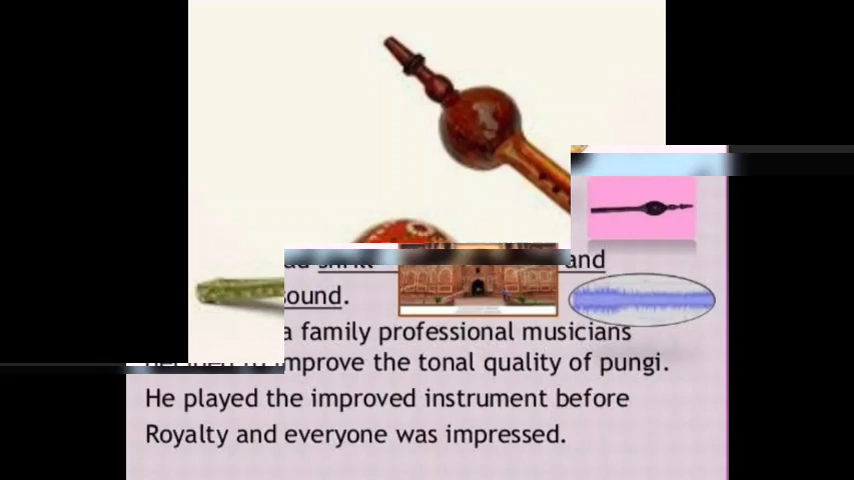 and
sound.
a family professional musicians
improve the tonal quality of pungi.
He played the improved instrument before
Royalty and everyone was impressed.